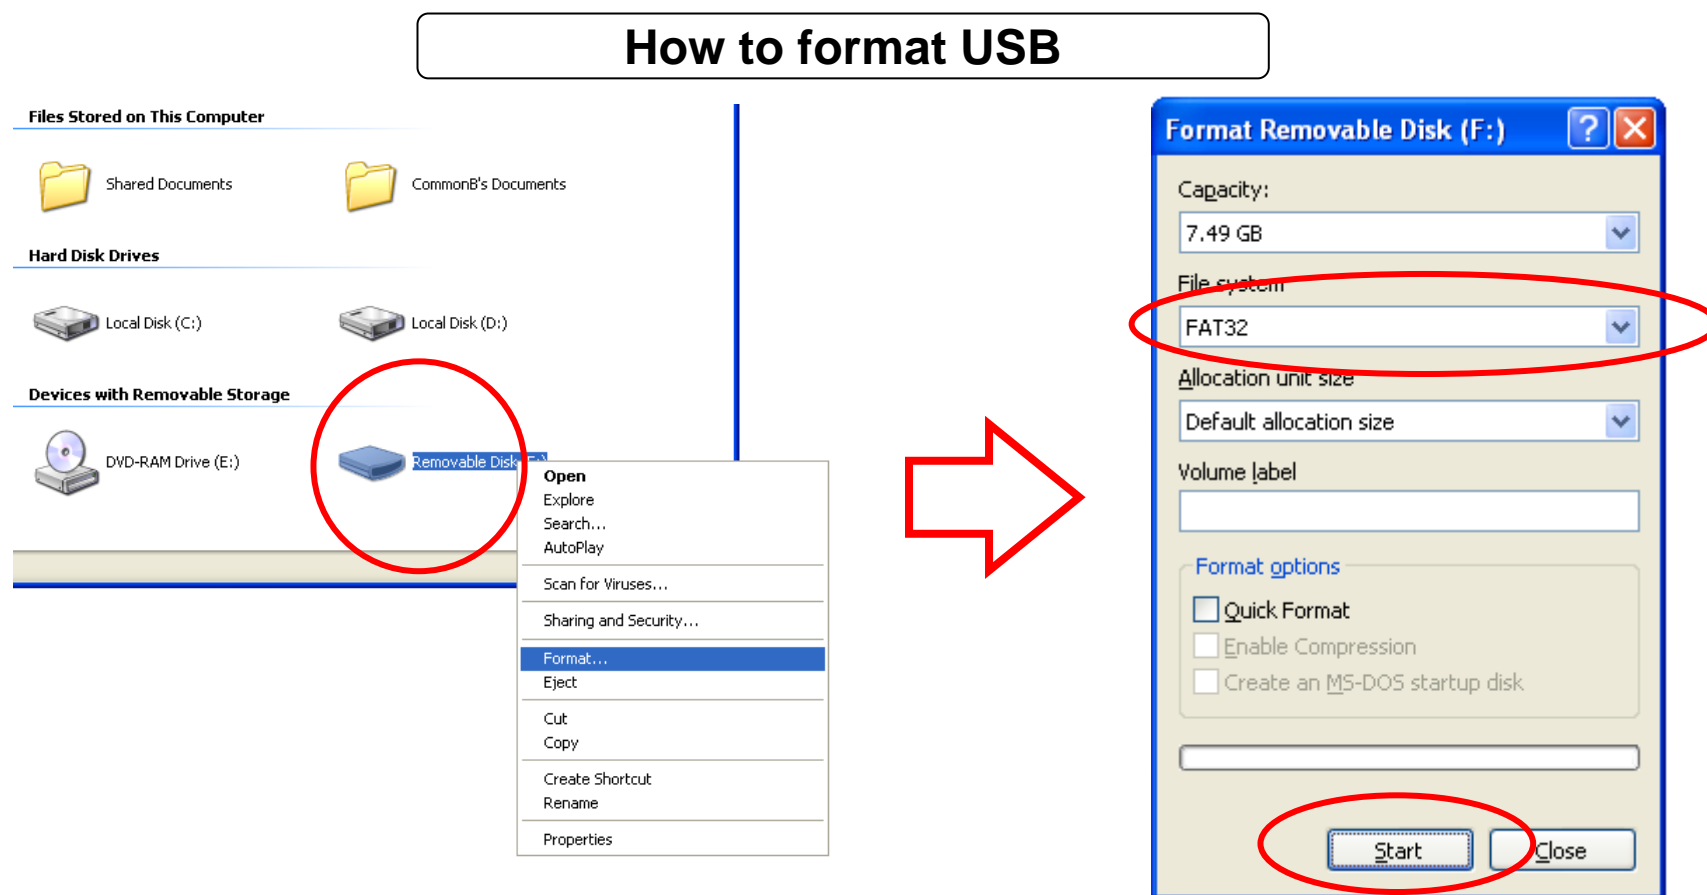 How to format USB
Files Stored on This Computer
Shared Documents
CommonB's Documents
Hard Disk Drives
Local Disk (C:)
Local Disk (D:)
Devices with Removable Storage
DVD-RAM Drive (E:)
Removable Disk (F:)
Open
Explore
Search...
AutoPlay
Scan for Viruses...
Sharing and Security...
Format...
Eject
Cut
Copy
Create Shortcut
Rename
Properties
Format Removable Disk (F:)
Capacity:
7.49 GB
File system
FAT32
Allocation unit size
Default allocation size
Volume label
Format options
Quick Format
Enable Compression
Create an MS-DOS startup disk
Start
Close